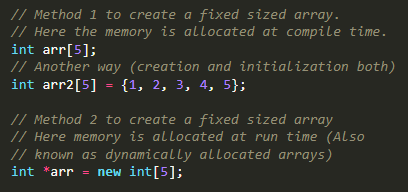 // Method 1 to create a fixed sized array.
// Here the memory is allocated at compile time.
int arr[5];
// Another way (creation and initialization both)
int arr2[5] = {1, 2, 3, 4, 5};
// Method 2 to create a fixed sized array
// Here memory is allocated at run time (Also
// known as dynamically allocated arrays)
int *arr = new int[5];